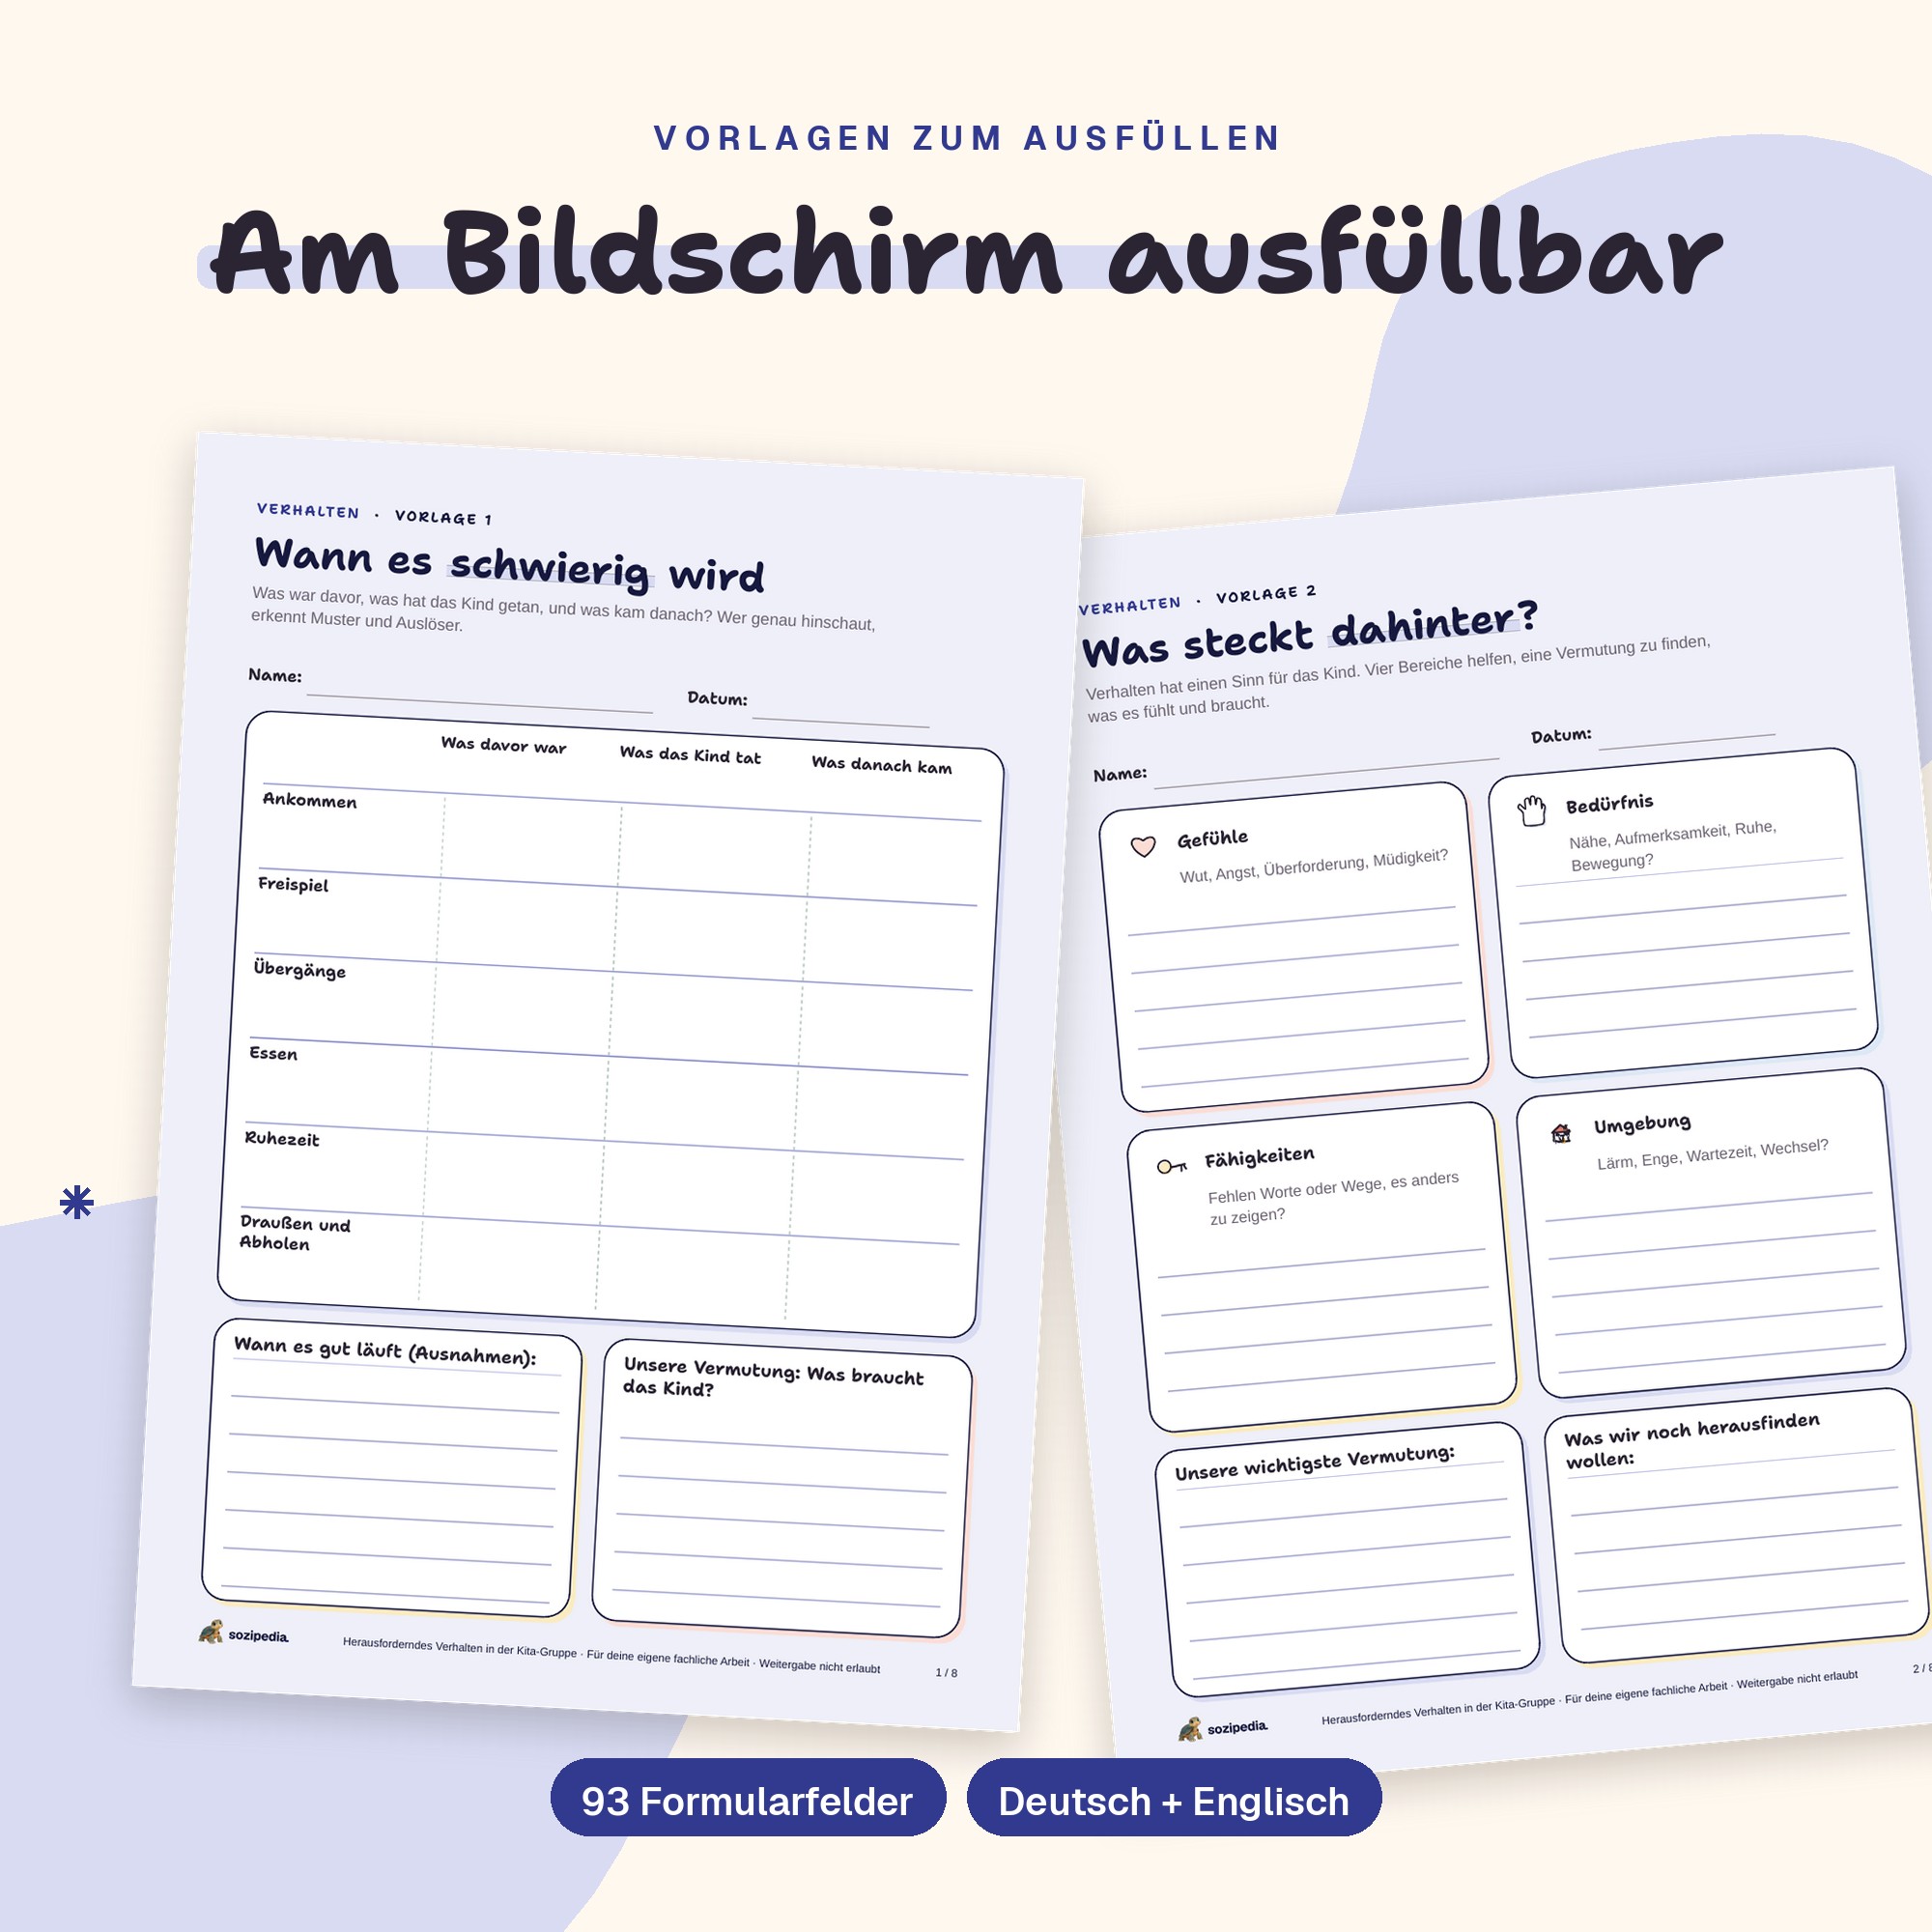 VORLAGEN ZUM AUSFÜLLEN
Am Bildschirm ausfüllbar
VERHALTEN · VORLAGE 1
Wann es schwierig wird
Was war davor, was hat das Kind getan, und was kam danach? Wer genau hinschaut,
erkennt Muster und Auslöser.
Name:
Datum:
Was davor war
Was das Kind tat
Was danach kam
Ankommen
Freispiel
Übergänge
Essen
Ruhezeit
Draußen und
Abholen
Wann es gut läuft (Ausnahmen):
Unsere Vermutung: Was braucht
das Kind?
sozipedia.
Herausforderndes Verhalten in der Kita-Gruppe · Für deine eigene fachliche Arbeit · Weitergabe nicht erlaubt
1 / 8
VERHALTEN · VORLAGE 2
Was steckt dahinter?
Verhalten hat einen Sinn für das Kind. Vier Bereiche helfen, eine Vermutung zu finden,
was es fühlt und braucht.
Name:
Datum:
Gefühle
Wut, Angst, Überforderung, Müdigkeit?
Bedürfnis
Nähe, Aufmerksamkeit, Ruhe,
Bewegung?
Fähigkeiten
Fehlen Worte oder Wege, es anders
zu zeigen?
Umgebung
Lärm, Enge, Wartezeit, Wechsel?
Unsere wichtigste Vermutung:
Was wir noch herausfinden
wollen:
sozipedia.
Herausforderndes Verhalten in der Kita-Gruppe · Für deine eigene fachliche Arbeit · Weitergabe nicht erlaubt
2 / 8
93 Formularfelder
Deutsch + Englisch